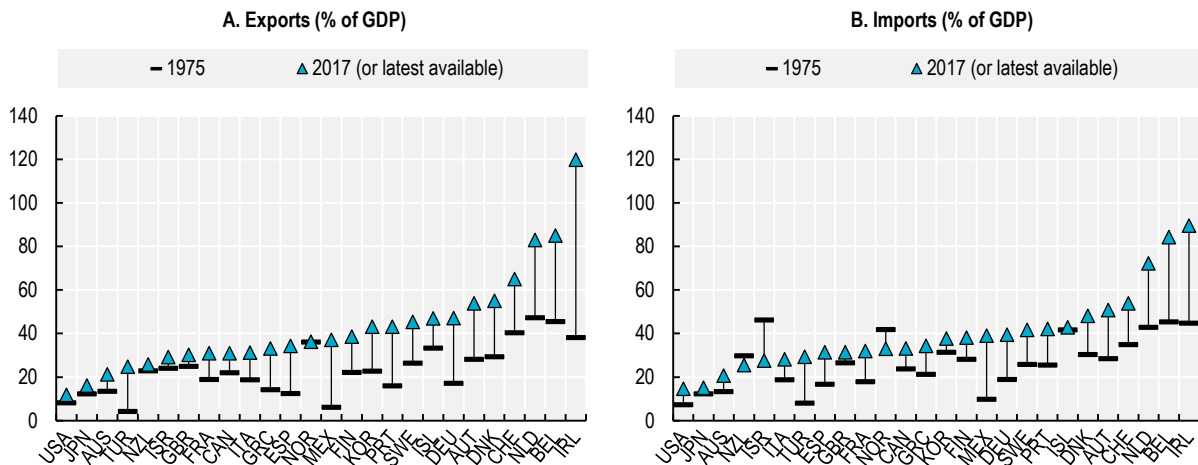 A. Exports (% of GDP)
1975
2017 (or latest available)
140
120
100
80
60
40
20
0
USA
JPN
AUS
TUR
NZL
ISR
GBR
FRA
CAN
ITA
GRC
ESP
NOR
MEX
FIN
KOR
PRT
SWE
ISL
DEU
AUT
DNK
CHE
NLD
BEL
IRL
B. Imports (% of GDP)
1975
2017 (or latest available)
140
120
100
80
60
40
20
0
USA
JPN
AUS
NZL
ISR
ITA
TUR
ESP
GBR
FRA
NOR
CAN
GRC
KOR
FIN
MEX
DEU
SWE
PRT
ISL
DNK
AUT
CHE
NLD
BEL
IRL